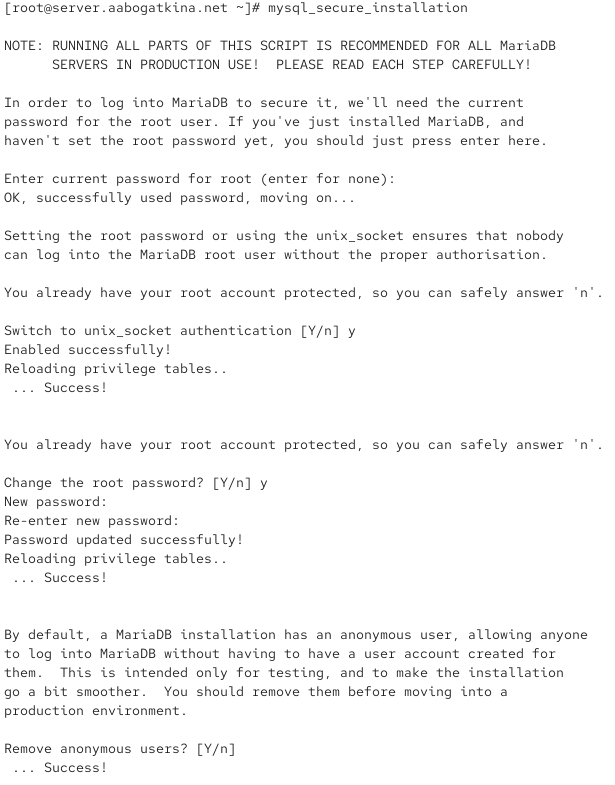 [root@server.aabogatkina.net ~]# mysql_secure_installation
NOTE: RUNNING ALL PARTS OF THIS SCRIPT IS RECOMMENDED FOR ALL MariaDB
      SERVERS IN PRODUCTION USE!  PLEASE READ EACH STEP CAREFULLY!
In order to log into MariaDB to secure it, we'll need the current
password for the root user. If you've just installed MariaDB, and
haven't set the root password yet, you should just press enter here.
Enter current password for root (enter for none):
OK, successfully used password, moving on...
Setting the root password or using the unix_socket ensures that nobody
can log into the MariaDB root user without the proper authorisation.
You already have your root account protected, so you can safely answer 'n'.
Switch to unix_socket authentication [Y/n] y
Enabled successfully!
Reloading privilege tables..
 ... Success!
You already have your root account protected, so you can safely answer 'n'.
Change the root password? [Y/n] y
New password:
Re-enter new password:
Password updated successfully!
Reloading privilege tables..
 ... Success!
By default, a MariaDB installation has an anonymous user, allowing anyone
to log into MariaDB without having to have a user account created for
them.  This is intended only for testing, and to make the installation
go a bit smoother.  You should remove them before moving into a
production environment.
Remove anonymous users? [Y/n]
 ... Success!